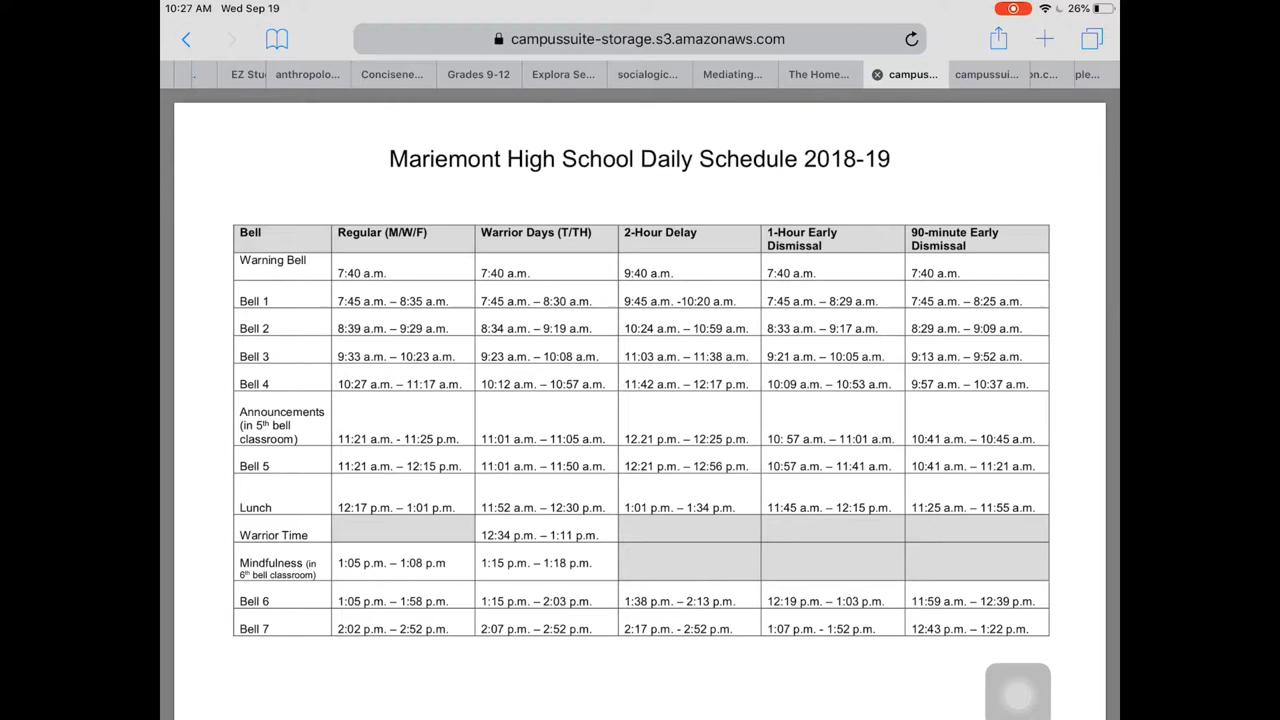 10:27 AM Wed Sep 19 26%
campussuite-storage.s3.amazonaws.com
. EZ Stu anthropolo... Concisene... Grades 9-12 Explora Se... socialogic... Mediating... The Home... campus... campussui... on.c... ple...
Mariemont High School Daily Schedule 2018-19
Bell Regular (M/W/F) Warrior Days (T/TH) 2-Hour Delay 1-Hour Early Dismissal 90-minute Early Dismissal
Warning Bell 7:40 a.m. 7:40 a.m. 9:40 a.m. 7:40 a.m. 7:40 a.m.
Bell 1 7:45 a.m. – 8:35 a.m. 7:45 a.m. – 8:30 a.m. 9:45 a.m. -10:20 a.m. 7:45 a.m. – 8:29 a.m. 7:45 a.m. – 8:25 a.m.
Bell 2 8:39 a.m. – 9:29 a.m. 8:34 a.m. – 9:19 a.m. 10:24 a.m. – 10:59 a.m. 8:33 a.m. – 9:17 a.m. 8:29 a.m. – 9:09 a.m.
Bell 3 9:33 a.m. – 10:23 a.m. 9:23 a.m. – 10:08 a.m. 11:03 a.m. – 11:38 a.m. 9:21 a.m. – 10:05 a.m. 9:13 a.m. – 9:52 a.m.
Bell 4 10:27 a.m. – 11:17 a.m. 10:12 a.m. – 10:57 a.m. 11:42 a.m. – 12:17 p.m. 10:09 a.m. – 10:53 a.m. 9:57 a.m. – 10:37 a.m.
Announcements
(in 5th bell
classroom) 11:21 a.m. - 11:25 p.m. 11:01 a.m. – 11:05 a.m. 12.21 p.m. – 12:25 p.m. 10: 57 a.m. – 11:01 a.m. 10:41 a.m. – 10:45 a.m.
Bell 5 11:21 a.m. – 12:15 p.m. 11:01 a.m. – 11:50 a.m. 12:21 p.m. – 12:56 p.m. 10:57 a.m. – 11:41 a.m. 10:41 a.m. – 11:21 a.m.
Lunch 12:17 p.m. – 1:01 p.m. 11:52 a.m. – 12:30 p.m. 1:01 p.m. – 1:34 p.m. 11:45 a.m. – 12:15 p.m. 11:25 a.m. – 11:55 a.m.
Warrior Time 12:34 p.m. – 1:11 p.m.
Mindfulness (in
6th bell classroom) 1:05 p.m. – 1:08 p.m 1:15 p.m. – 1:18 p.m.
Bell 6 1:05 p.m. – 1:58 p.m. 1:15 p.m. – 2:03 p.m. 1:38 p.m. – 2:13 p.m. 12:19 p.m. – 1:03 p.m. 11:59 a.m. – 12:39 p.m.
Bell 7 2:02 p.m. – 2:52 p.m. 2:07 p.m. – 2:52 p.m. 2:17 p.m. - 2:52 p.m. 1:07 p.m. - 1:52 p.m. 12:43 p.m. – 1:22 p.m.